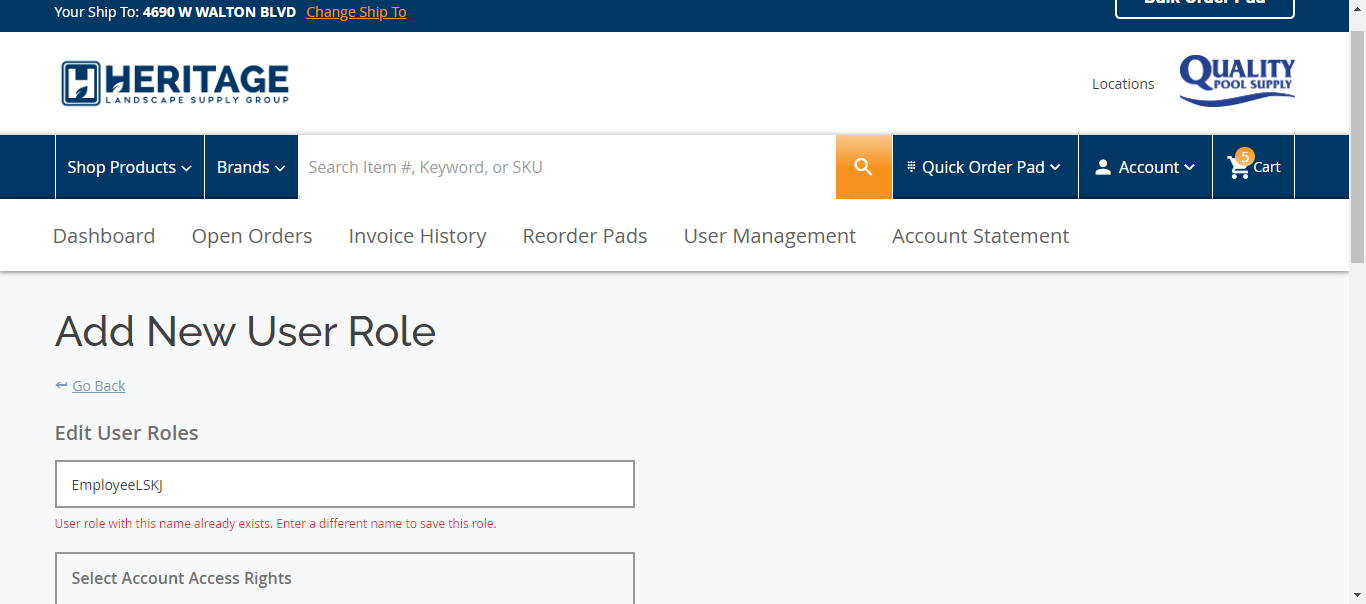 Your Ship To: 4690 W WALTON BLVD Change Ship To
Bulk Order Pad
HERITAGE
LANDSCAPE SUPPLY GROUP
Locations
QUALITY
POOL SUPPLY
Shop Products
Brands
Search Item #, Keyword, or SKU
Quick Order Pad
Account
5
Cart
Dashboard
Open Orders
Invoice History
Reorder Pads
User Management
Account Statement
Add New User Role
Go Back
Edit User Roles
EmployeeLSKJ
User role with this name already exists. Enter a different name to save this role.
Select Account Access Rights